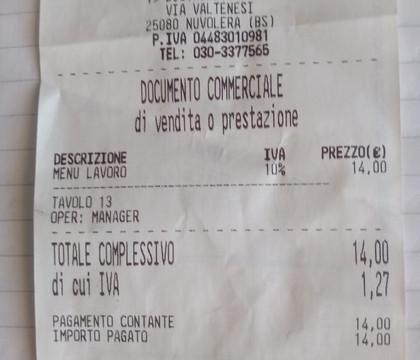 VIA VALTENESI
25080 NUVOLERA (BS)
P.IVA 04483010981
TEL: 030-3377565
DOCUMENTO COMMERCIALE
di vendita o prestazione
DESCRIZIONE IVA PREZZO(€)
MENU LAVORO 10% 14,00
TAVOLO 13
OPER: MANAGER
TOTALE COMPLESSIVO 14,00
di cui IVA 1,27
PAGAMENTO CONTANTE 14,00
IMPORTO PAGATO 14,00